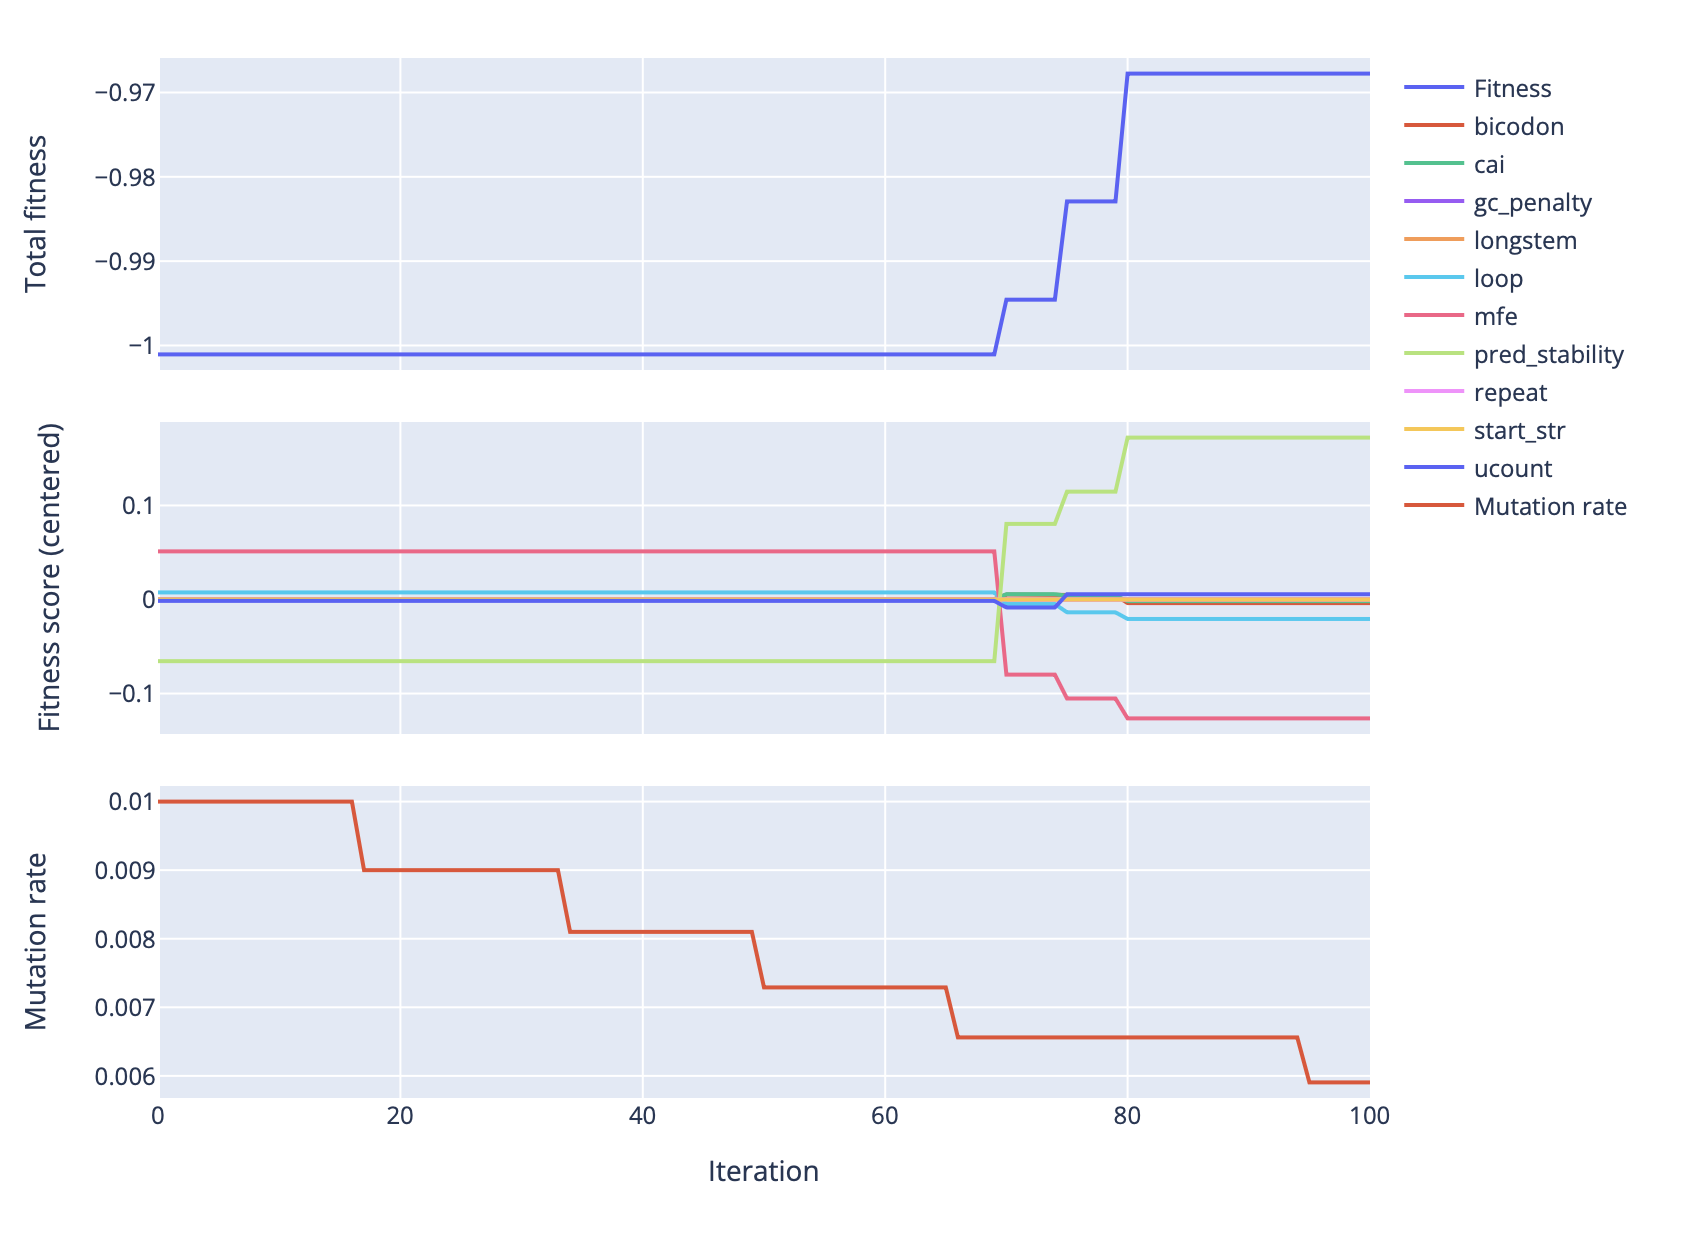 Total fitness
−0.97
−0.98
−0.99
−1
Fitness score (centered)
0.1
0
−0.1
Mutation rate
0.01
0.009
0.008
0.007
0.006
0
20
40
60
80
100
Iteration
Fitness
bicodon
cai
gc_penalty
longstem
loop
mfe
pred_stability
repeat
start_str
ucount
Mutation rate